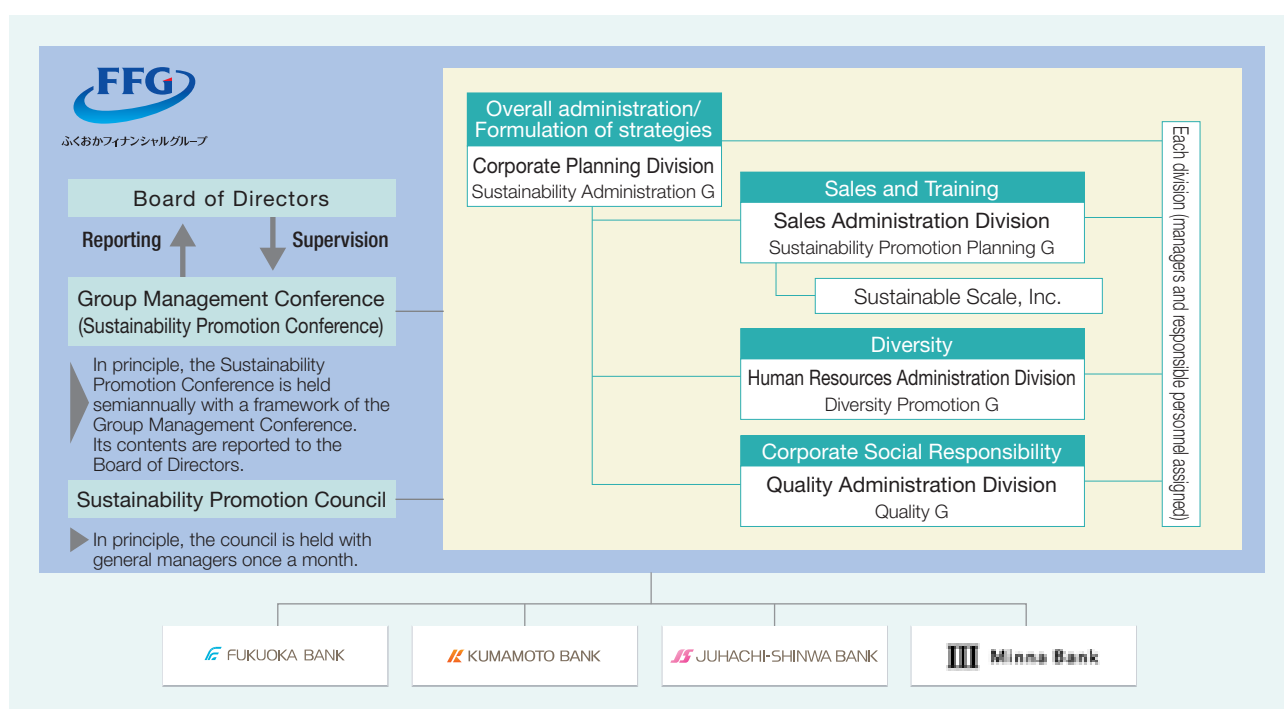 FFG
ふくおかフィナンシャルグループ
Board of Directors
Reporting
Supervision
Group Management Conference
(Sustainability Promotion Conference)
In principle, the Sustainability
Promotion Conference is held
semiannually with a framework of the
Group Management Conference.
Its contents are reported to the
Board of Directors.
Sustainability Promotion Council
In principle, the council is held with
general managers once a month.
Overall administration/
Formulation of strategies
Corporate Planning Division
Sustainability Administration G
Sales and Training
Sales Administration Division
Sustainability Promotion Planning G
Sustainable Scale, Inc.
Diversity
Human Resources Administration Division
Diversity Promotion G
Corporate Social Responsibility
Quality Administration Division
Quality G
Each division (managers and responsible personnel assigned)
FUKUOKA BANK
KUMAMOTO BANK
JUHACHI-SHINWA BANK
Minna Bank